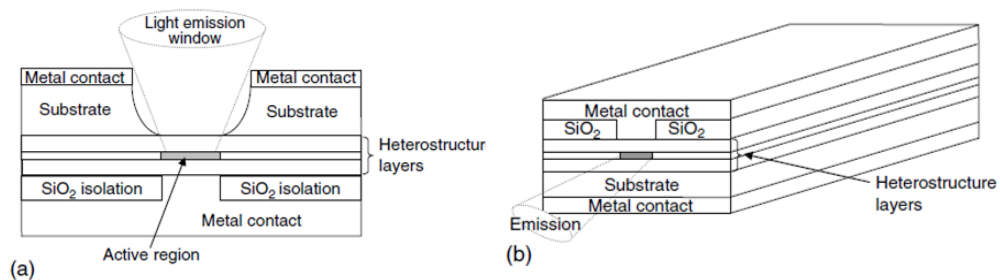 Light emission
window
Metal contact
Metal contact
Substrate
Substrate
Heterostructur
layers
SiO2 isolation
SiO2 isolation
Metal contact
Active region
(a)
Metal contact
SiO2
SiO2
Substrate
Metal contact
Heterostructure
layers
Emission
(b)